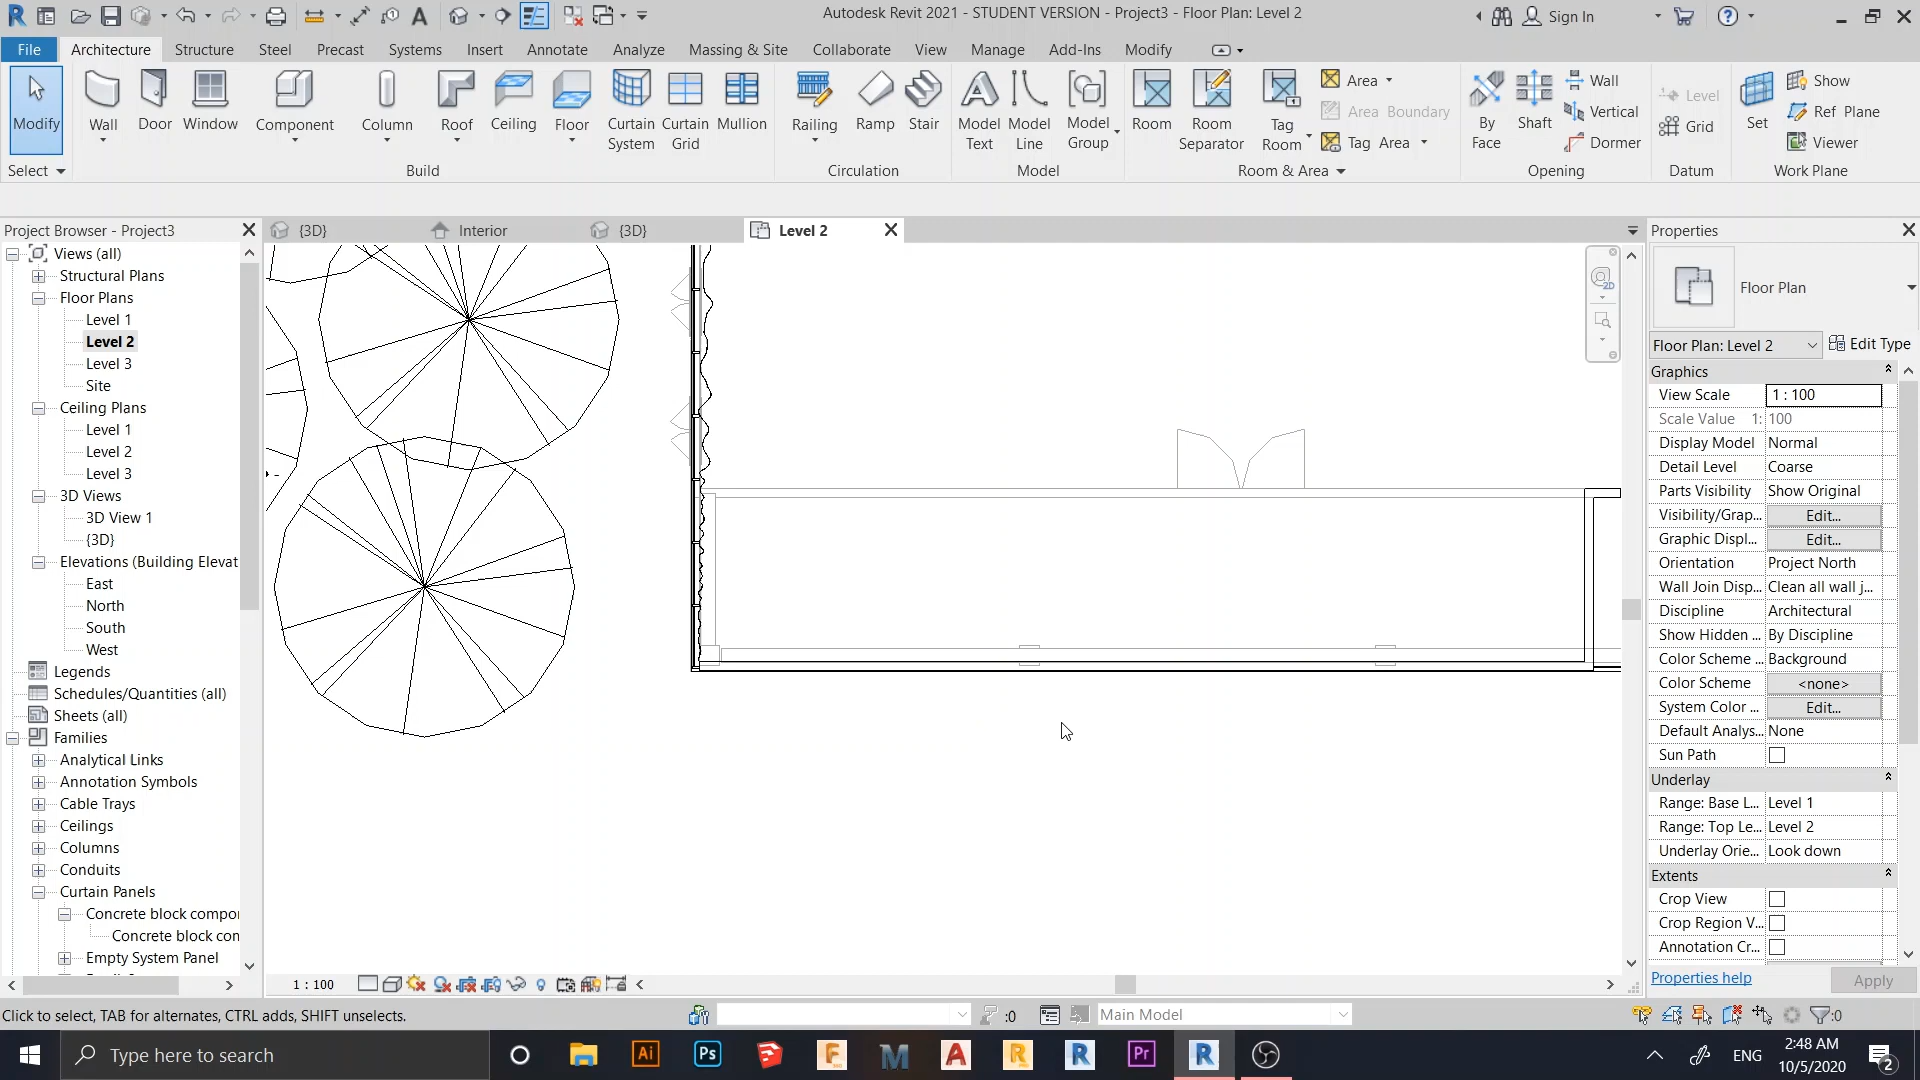 Autodesk Revit 2021 - STUDENT VERSION - Project3 - Floor Plan: Level 2
Sign In
File
Architecture
Structure
Steel
Precast
Systems
Insert
Annotate
Analyze
Massing & Site
Collaborate
View
Manage
Add-Ins
Modify
Modify
Wall
Door
Window
Component
Column
Roof
Ceiling
Floor
Curtain System
Curtain Grid
Mullion
Railing
Ramp
Stair
Model Text
Model Line
Model Group
Room
Room Separator
Tag Room
Area
Area Boundary
Tag Area
By Face
Shaft
Wall
Vertical
Dormer
Level
Grid
Set
Show
Ref Plane
Viewer
Select
Build
Circulation
Model
Room & Area
Opening
Datum
Work Plane
Project Browser - Project3
Views (all)
Structural Plans
Floor Plans
Level 1
Level 2
Level 3
Site
Ceiling Plans
Level 1
Level 2
Level 3
3D Views
3D View 1
{3D}
Elevations (Building Elevat
East
North
South
West
Legends
Schedules/Quantities (all)
Sheets (all)
Families
Analytical Links
Annotation Symbols
Cable Trays
Ceilings
Columns
Conduits
Curtain Panels
Concrete block compo
Concrete block con
Empty System Panel
{3D}
Interior
{3D}
Level 2
2D
Properties
Floor Plan
Floor Plan: Level 2
Edit Type
Graphics
View Scale 1 : 100
Scale Value 1: 100
Display Model Normal
Detail Level Coarse
Parts Visibility Show Original
Visibility/Grap... Edit...
Graphic Displ... Edit...
Orientation Project North
Wall Join Disp... Clean all wall j...
Discipline Architectural
Show Hidden ... By Discipline
Color Scheme ... Background
Color Scheme <none>
System Color ... Edit...
Default Analys... None
Sun Path
Underlay
Range: Base L... Level 1
Range: Top Le... Level 2
Underlay Orie... Look down
Extents
Crop View
Crop Region V...
Annotation Cr...
Properties help
Apply
1 : 100
Click to select, TAB for alternates, CTRL adds, SHIFT unselects.
:0
Main Model
:0
Type here to search
Ai
Ps
F
M
A
R
R
Pr
R
ENG
2:48 AM
10/5/2020
2